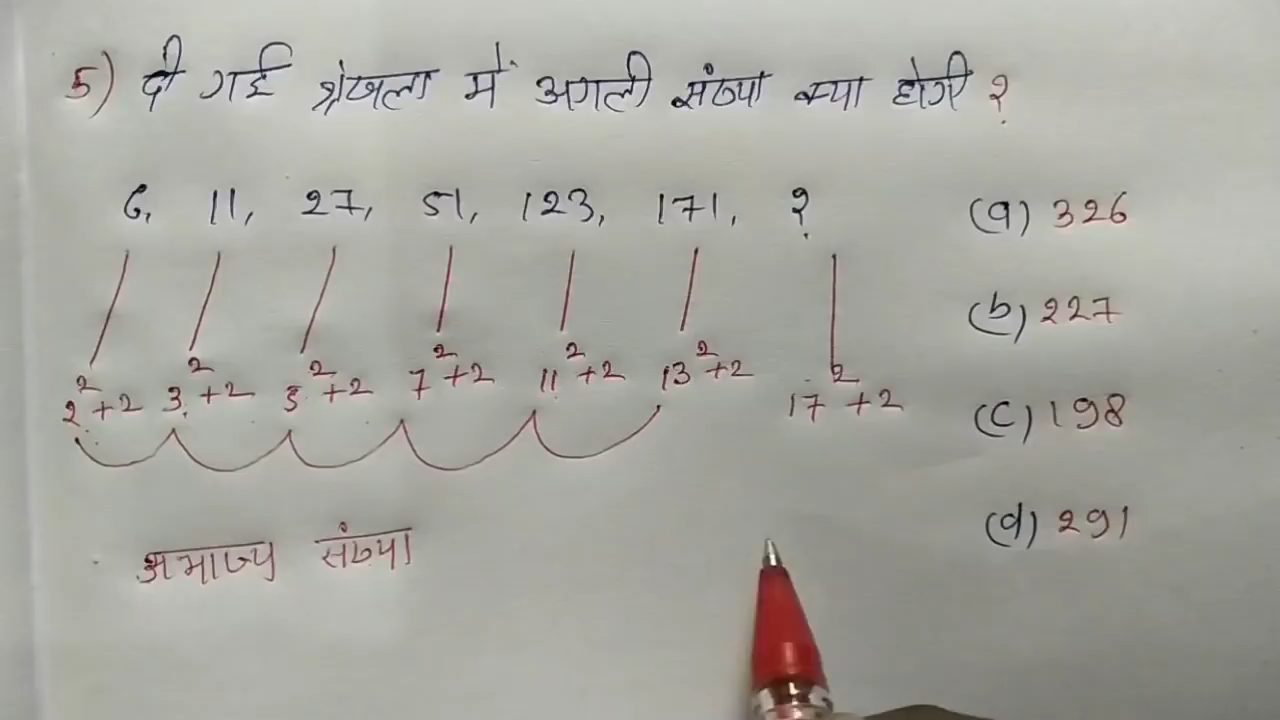 5) दी गई श्रेखला में अगली संख्या क्या होगी ?
6, 11, 27, 51, 123, 171, ?
2²+2 3²+2 5²+2 7²+2 11²+2 13²+2 17²+2
अभाज्य संख्या
(a) 326
(b) 227
(c) 198
(d) 291